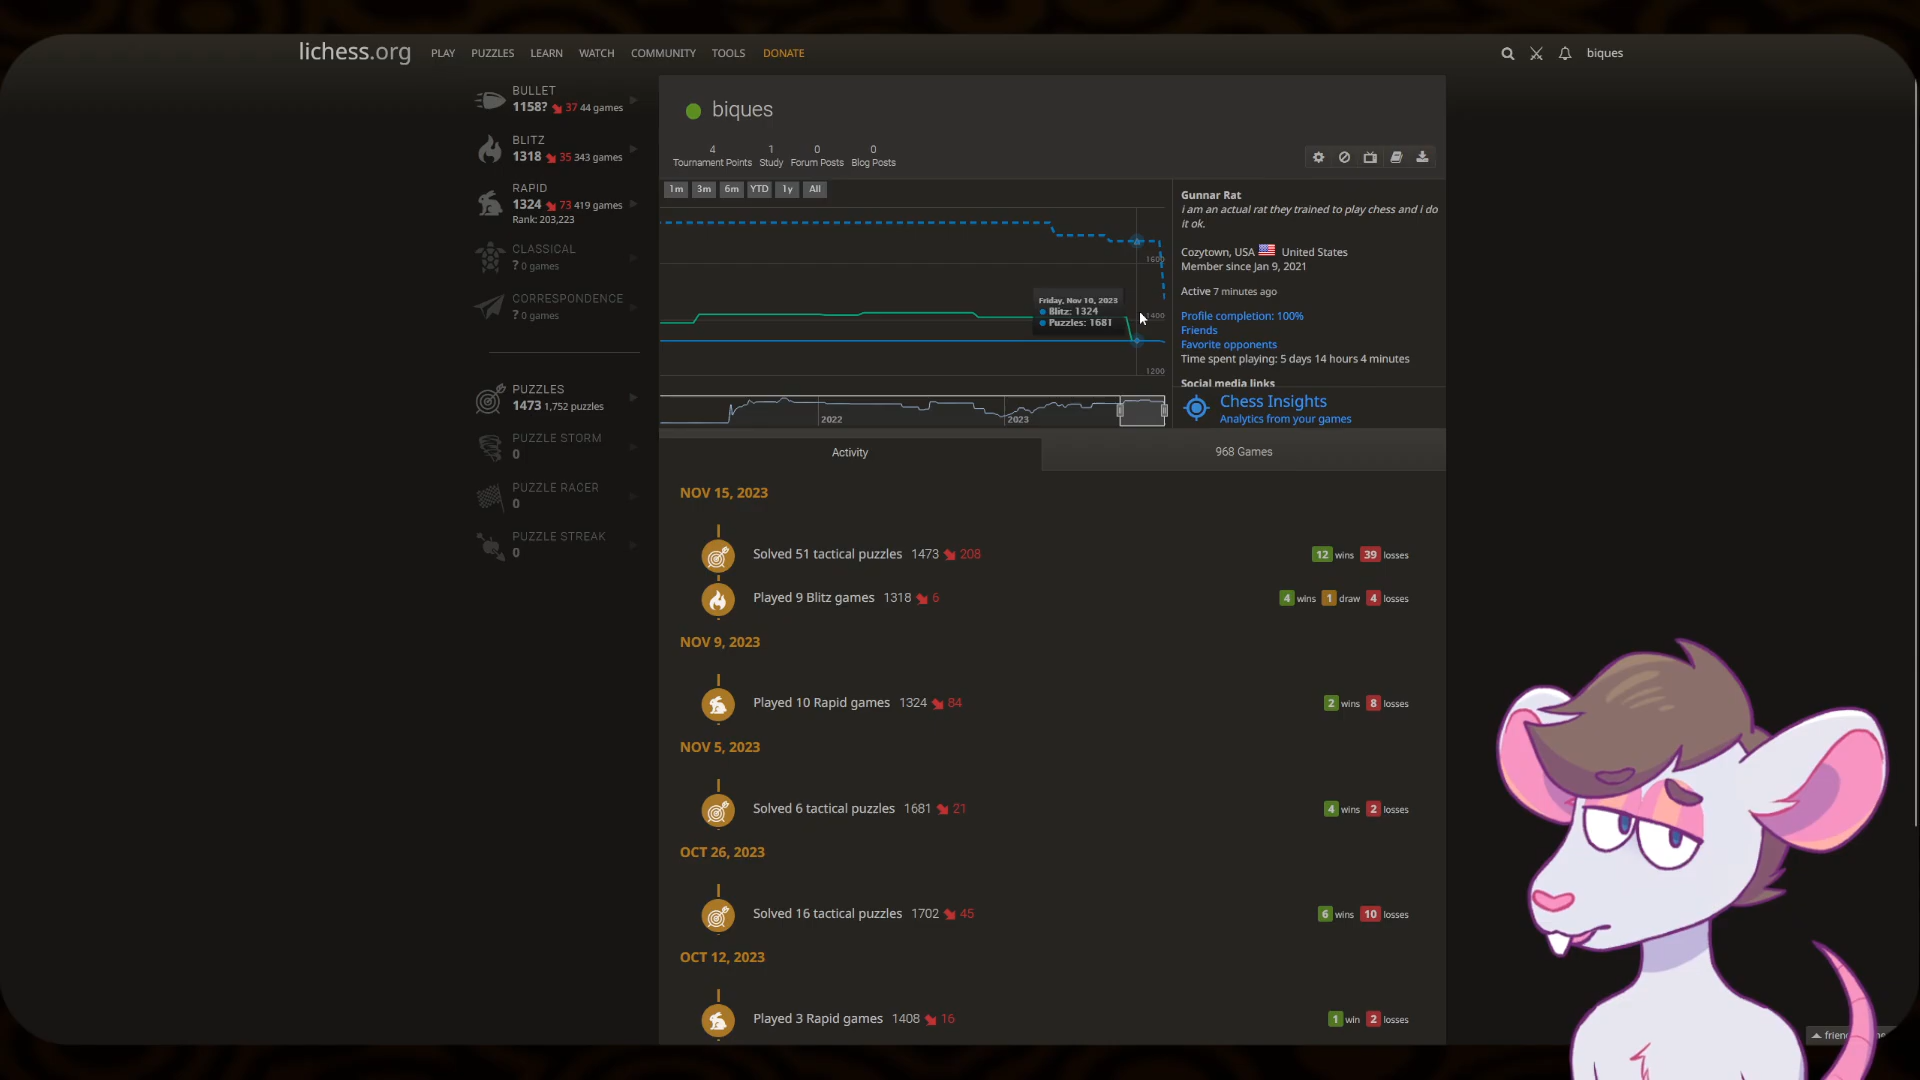 lichess.org PLAY PUZZLES LEARN WATCH COMMUNITY TOOLS DONATE biques
BULLET
1158? 37 44 games
BLITZ
1318 35 343 games
RAPID
1324 73 419 games
Rank: 203,223
CLASSICAL
? 0 games
CORRESPONDENCE
? 0 games
PUZZLES
1473 1,752 puzzles
PUZZLE STORM
0
PUZZLE RACER
0
PUZZLE STREAK
0
biques
4 1 0 0
Tournament Points Study Forum Posts Blog Posts
1m 3m 6m YTD 1y All
1600
Friday, Nov 10, 2023
Blitz: 1324
Puzzles: 1681
1400
1200
2022 2023
Gunnar Rat
i am an actual rat they trained to play chess and i do
it ok.
Cozytown, USA United States
Member since Jan 9, 2021
Active 7 minutes ago
Profile completion: 100%
Friends
Favorite opponents
Time spent playing: 5 days 14 hours 4 minutes
Social media links
Chess Insights
Analytics from your games
Activity 968 Games
NOV 15, 2023
Solved 51 tactical puzzles 1473 208 12 wins 39 losses
Played 9 Blitz games 1318 6 4 wins 1 draw 4 losses
NOV 9, 2023
Played 10 Rapid games 1324 84 2 wins 8 losses
NOV 5, 2023
Solved 6 tactical puzzles 1681 21 4 wins 2 losses
OCT 26, 2023
Solved 16 tactical puzzles 1702 45 6 wins 10 losses
OCT 12, 2023
Played 3 Rapid games 1408 16 1 win 2 losses